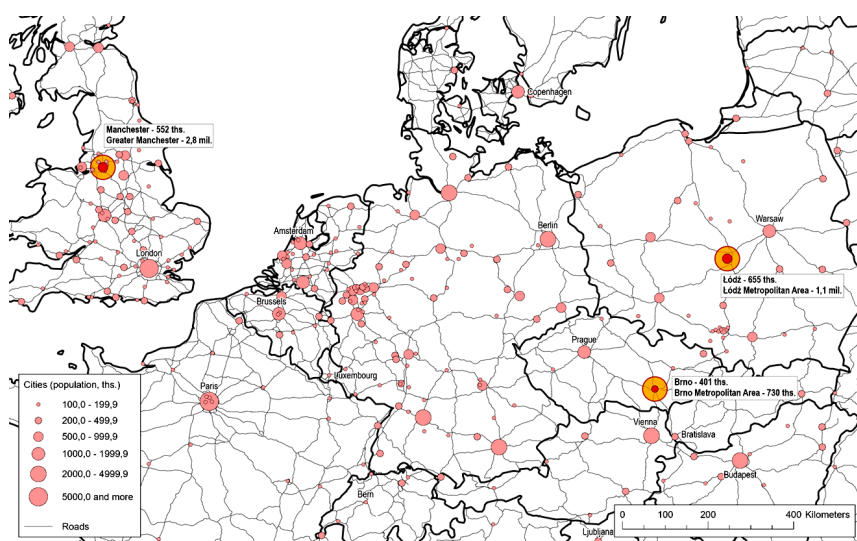 Copenhagen
Manchester - 552 ths.
Greater Manchester - 2,8 mil.
Warsaw
Berlin
Amsterdam
London
Łódź - 655 ths.
Łódź Metropolitan Area - 1,1 mil.
Brussels
Prague
Luxembourg
Paris
Brno - 401 ths.
Brno Metropolitan Area - 730 ths.
Vienna
Bratislava
Budapest
Bern
Ljubljana
Cities (population, ths.)
100,0 - 199,9
200,0 - 499,9
500,0 - 999,9
1000,0 - 1999,9
2000,0 - 4999,9
5000,0 and more
Roads
0 100 200 400 Kilometers